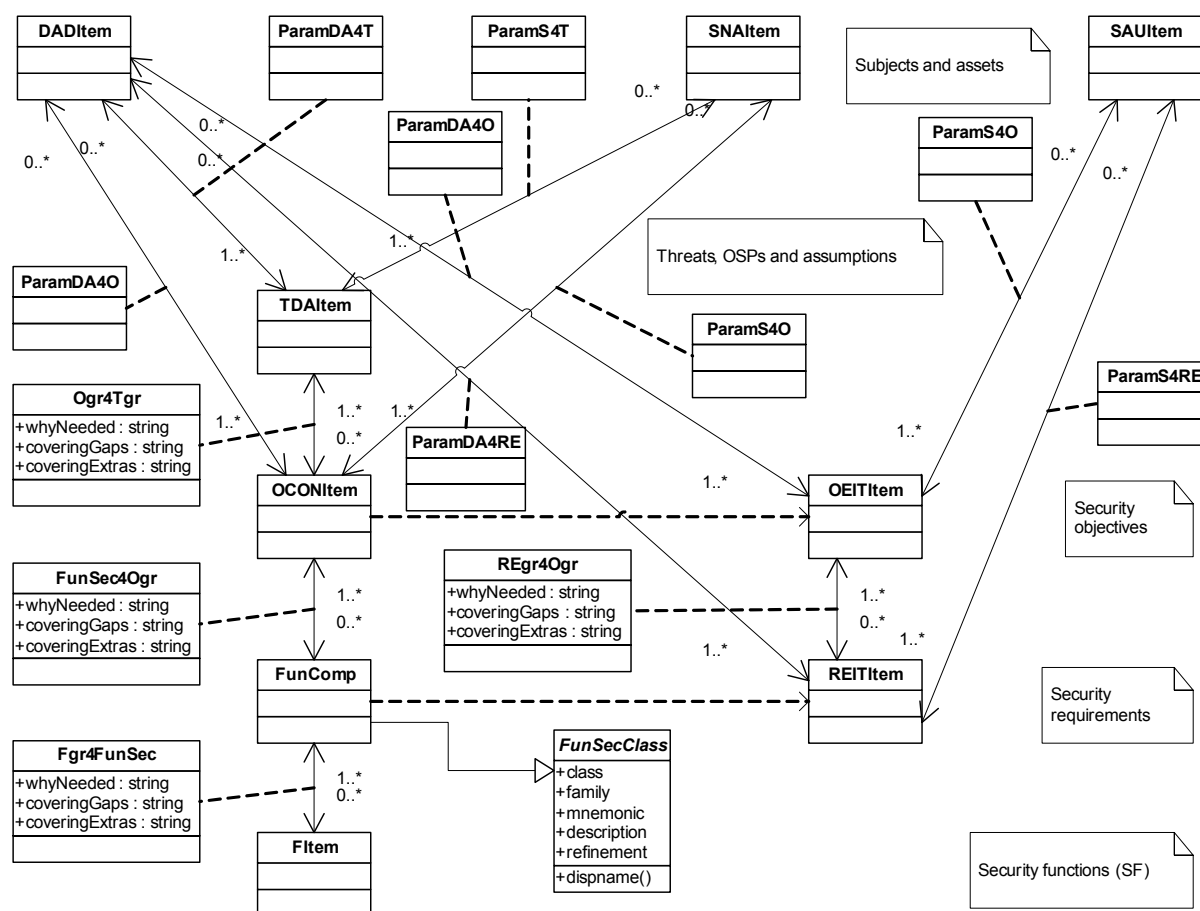 DADItem
ParamDA4T
ParamS4T
SNAItem
SAUItem
Subjects and assets
0..*
0..*
ParamDA4O
ParamS4O
0..*
0..*
0..*
0..*
0..*
0..*
Threats, OSPs and assumptions
1..*
1..*
ParamDA4O
TDAItem
ParamS4O
ParamS4RE
Ogr4Tgr
+whyNeeded : string
+coveringGaps : string
+coveringExtras : string
1..*
1..*
0..*
1..*
ParamDA4RE
1..*
OCONItem
1..*
OEITItem
Security
objectives
FunSec4Ogr
+whyNeeded : string
+coveringGaps : string
+coveringExtras : string
1..*
0..*
REgr4Ogr
+whyNeeded : string
+coveringGaps : string
+coveringExtras : string
1..*
0..*
1..*
1..*
FunComp
REITItem
Security
requirements
Fgr4FunSec
+whyNeeded : string
+coveringGaps : string
+coveringExtras : string
1..*
0..*
FunSecClass
+class
+family
+mnemonic
+description
+refinement
+dispname()
FItem
Security functions (SF)